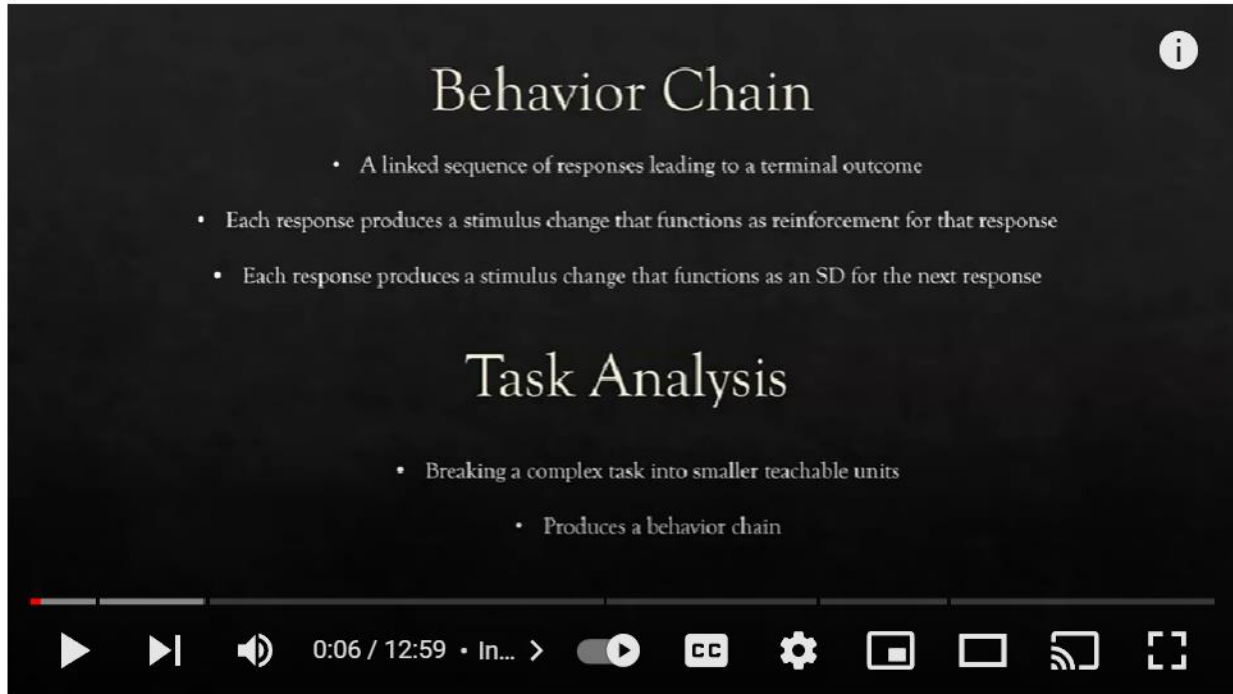 i
Behavior Chain
• A linked sequence of responses leading to a terminal outcome
• Each response produces a stimulus change that functions as reinforcement for that response
• Each response produces a stimulus change that functions as an SD for the next response
Task Analysis
• Breaking a complex task into smaller teachable units
• Produces a behavior chain
0:06 / 12:59 • In... > CC